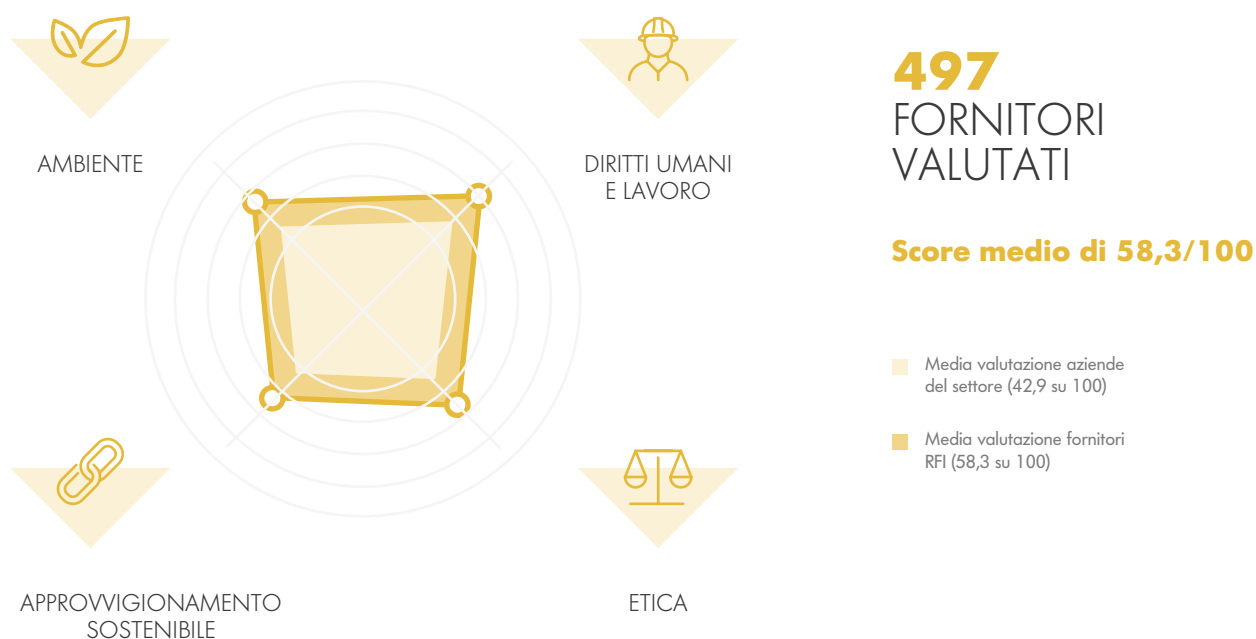 AMBIENTE
DIRITTI UMANI
E LAVORO
APPROVVIGIONAMENTO
SOSTENIBILE
ETICA
497
FORNITORI
VALUTATI
Score medio di 58,3/100
Media valutazione aziende
del settore (42,9 su 100)
Media valutazione fornitori
RFI (58,3 su 100)